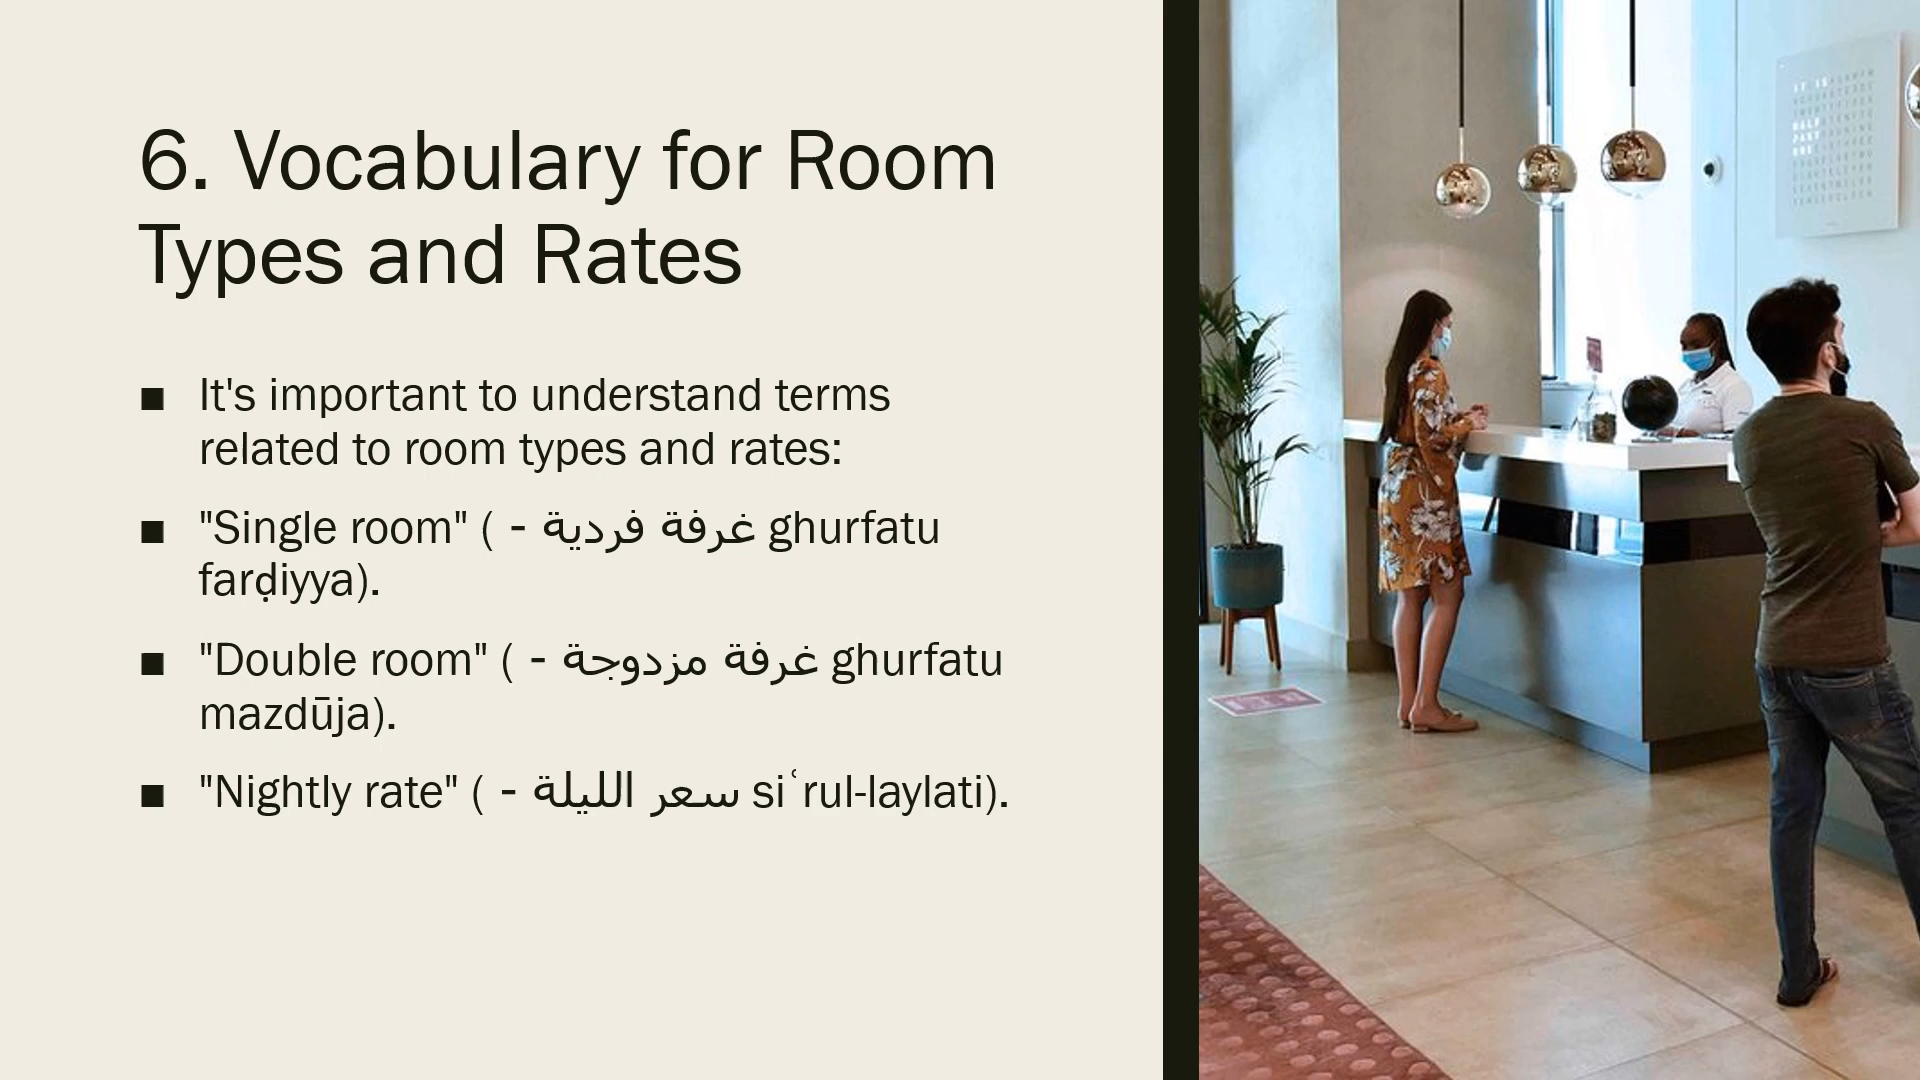 6. Vocabulary for Room
Types and Rates
■ It's important to understand terms
related to room types and rates:
■ "Single room" ( - غرفة فردية ghurfatu
farḍiyya).
■ "Double room" ( - غرفة مزدوجة ghurfatu
mazdūja).
■ "Nightly rate" ( - سعر الليلة siʿrul-laylati).